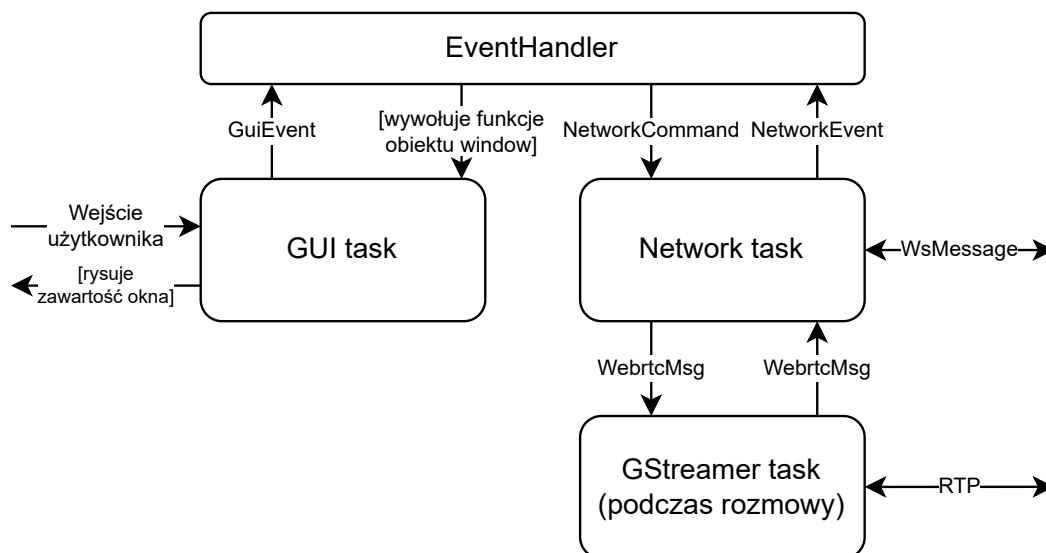 EventHandler
GuiEvent
[wywołuje funkcje
obiektu window]
NetworkCommand
NetworkEvent
Wejście
użytkownika
[rysuje
zawartość okna]
GUI task
Network task
WsMessage
WebrtcMsg
WebrtcMsg
GStreamer task
(podczas rozmowy)
RTP